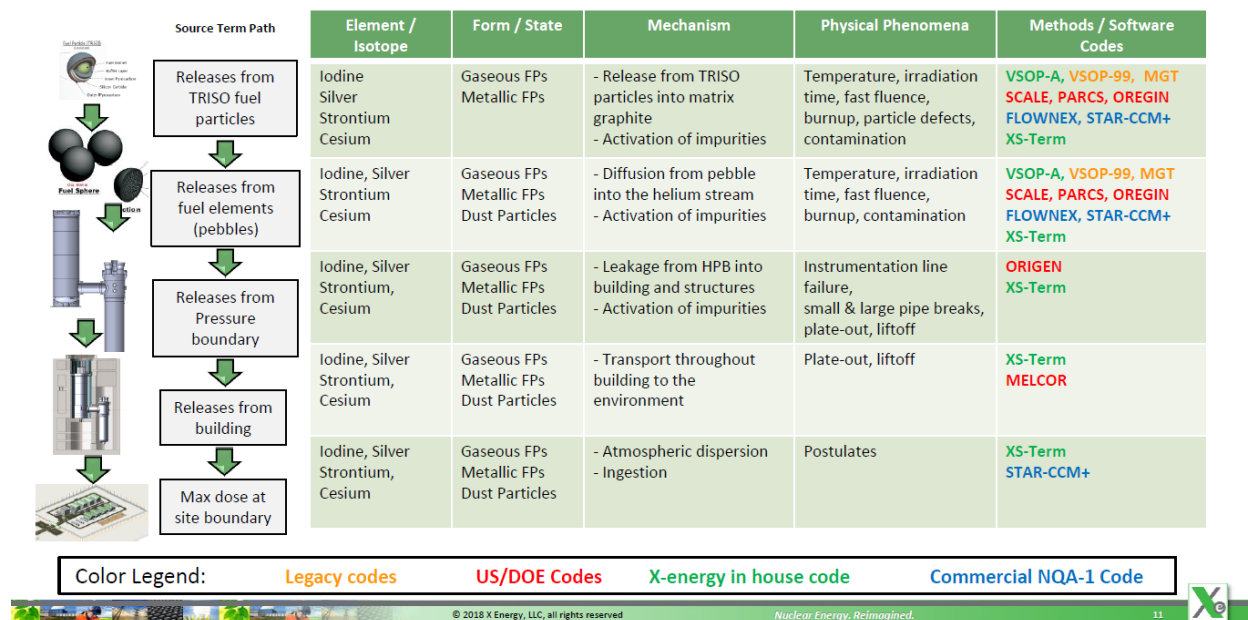 Source Term Path
Releases from
TRISO fuel
particles
Releases from
fuel elements
(pebbles)
Releases from
Pressure
boundary
Releases from
building
Max dose at
site boundary
Fuel Sphere
Element /
Isotope
Form / State
Mechanism
Physical Phenomena
Methods / Software
Codes
Iodine
Silver
Strontium
Cesium
Gaseous FPs
Metallic FPs
- Release from TRISO
particles into matrix
graphite
- Activation of impurities
Temperature, irradiation
time, fast fluence,
burnup, particle defects,
contamination
VSOP-A, VSOP-99, MGT
SCALE, PARCS, OREGIN
FLOWNEX, STAR-CCM+
XS-Term
Iodine, Silver
Strontium
Cesium
Gaseous FPs
Metallic FPs
Dust Particles
- Diffusion from pebble
into the helium stream
- Activation of impurities
Temperature, irradiation
time, fast fluence,
burnup, contamination
VSOP-A, VSOP-99, MGT
SCALE, PARCS, OREGIN
FLOWNEX, STAR-CCM+
XS-Term
Iodine, Silver
Strontium,
Cesium
Gaseous FPs
Metallic FPs
Dust Particles
- Leakage from HPB into
building and structures
- Activation of impurities
Instrumentation line
failure,
small & large pipe breaks,
plate-out, liftoff
ORIGEN
XS-Term
Iodine, Silver
Strontium,
Cesium
Gaseous FPs
Metallic FPs
Dust Particles
- Transport throughout
building to the
environment
Plate-out, liftoff
XS-Term
MELCOR
Iodine, Silver
Strontium,
Cesium
Gaseous FPs
Metallic FPs
Dust Particles
- Atmospheric dispersion
- Ingestion
Postulates
XS-Term
STAR-CCM+
Color Legend: Legacy codes US/DOE Codes X-energy in house code Commercial NQA-1 Code
© 2018 X Energy, LLC, all rights reserved
Nuclear Energy. Reimagined.
11
Xe